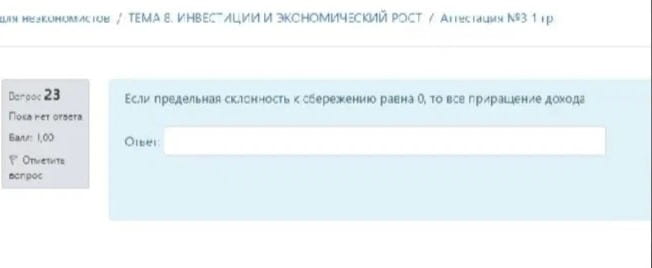 для неэкономистов / ТЕМА 8. ИНВЕСТИЦИИ И ЭКОНОМИЧЕСКИЙ РОСТ / Аттестация №3 1 гр
Вопрос 23
Пока нет ответа
Балл: 1,00
Отметить
вопрос
Если предельная склонность к сбережению равна 0, то все приращение дохода
Ответ: